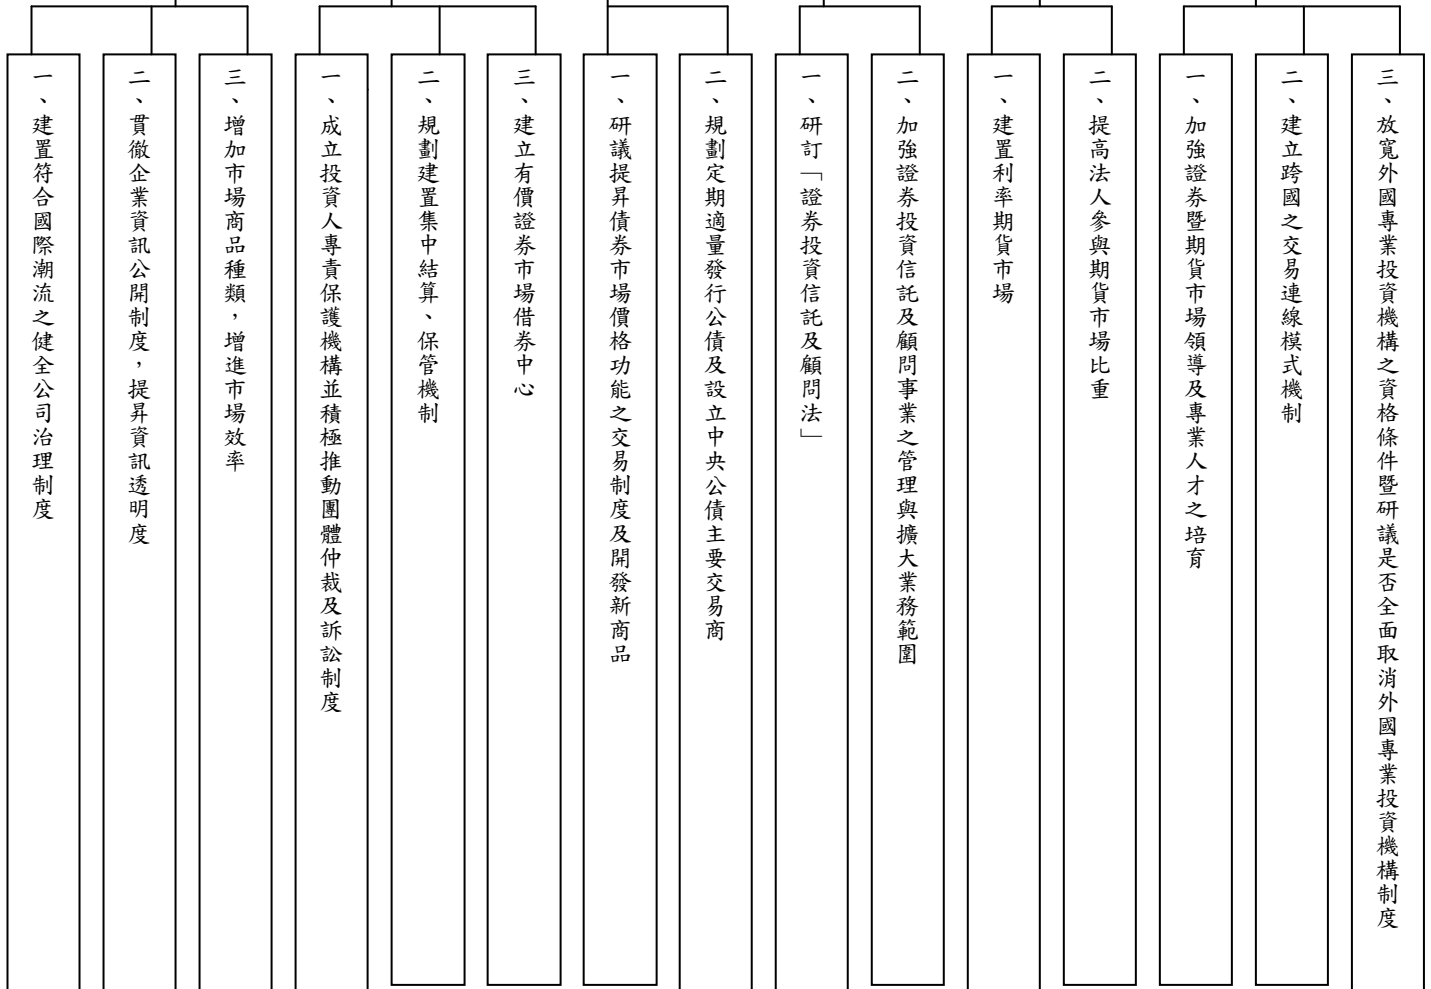 一、建置符合國際潮流之健全公司治理制度
二、貫徹企業資訊公開制度，提昇資訊透明度
三、增加市場商品種類，增進市場效率
一、成立投資人專責保護機構並積極推動團體仲裁及訴訟制度
二、規劃建置集中結算、保管機制
三、建立有價證券市場借券中心
一、研議提昇債券市場價格功能之交易制度及開發新商品
二、規劃定期適量發行公債及設立中央公債主要交易商
一、研訂「證券投資信託及顧問法」
二、加強證券投資信託及顧問事業之管理與擴大業務範圍
一、建置利率期貨市場
二、提高法人參與期貨市場比重
一、加強證券暨期貨市場領導及專業人才之培育
二、建立跨國之交易連線模式機制
三、放寬外國專業投資機構之資格條件暨研議是否全面取消外國專業投資機構制度